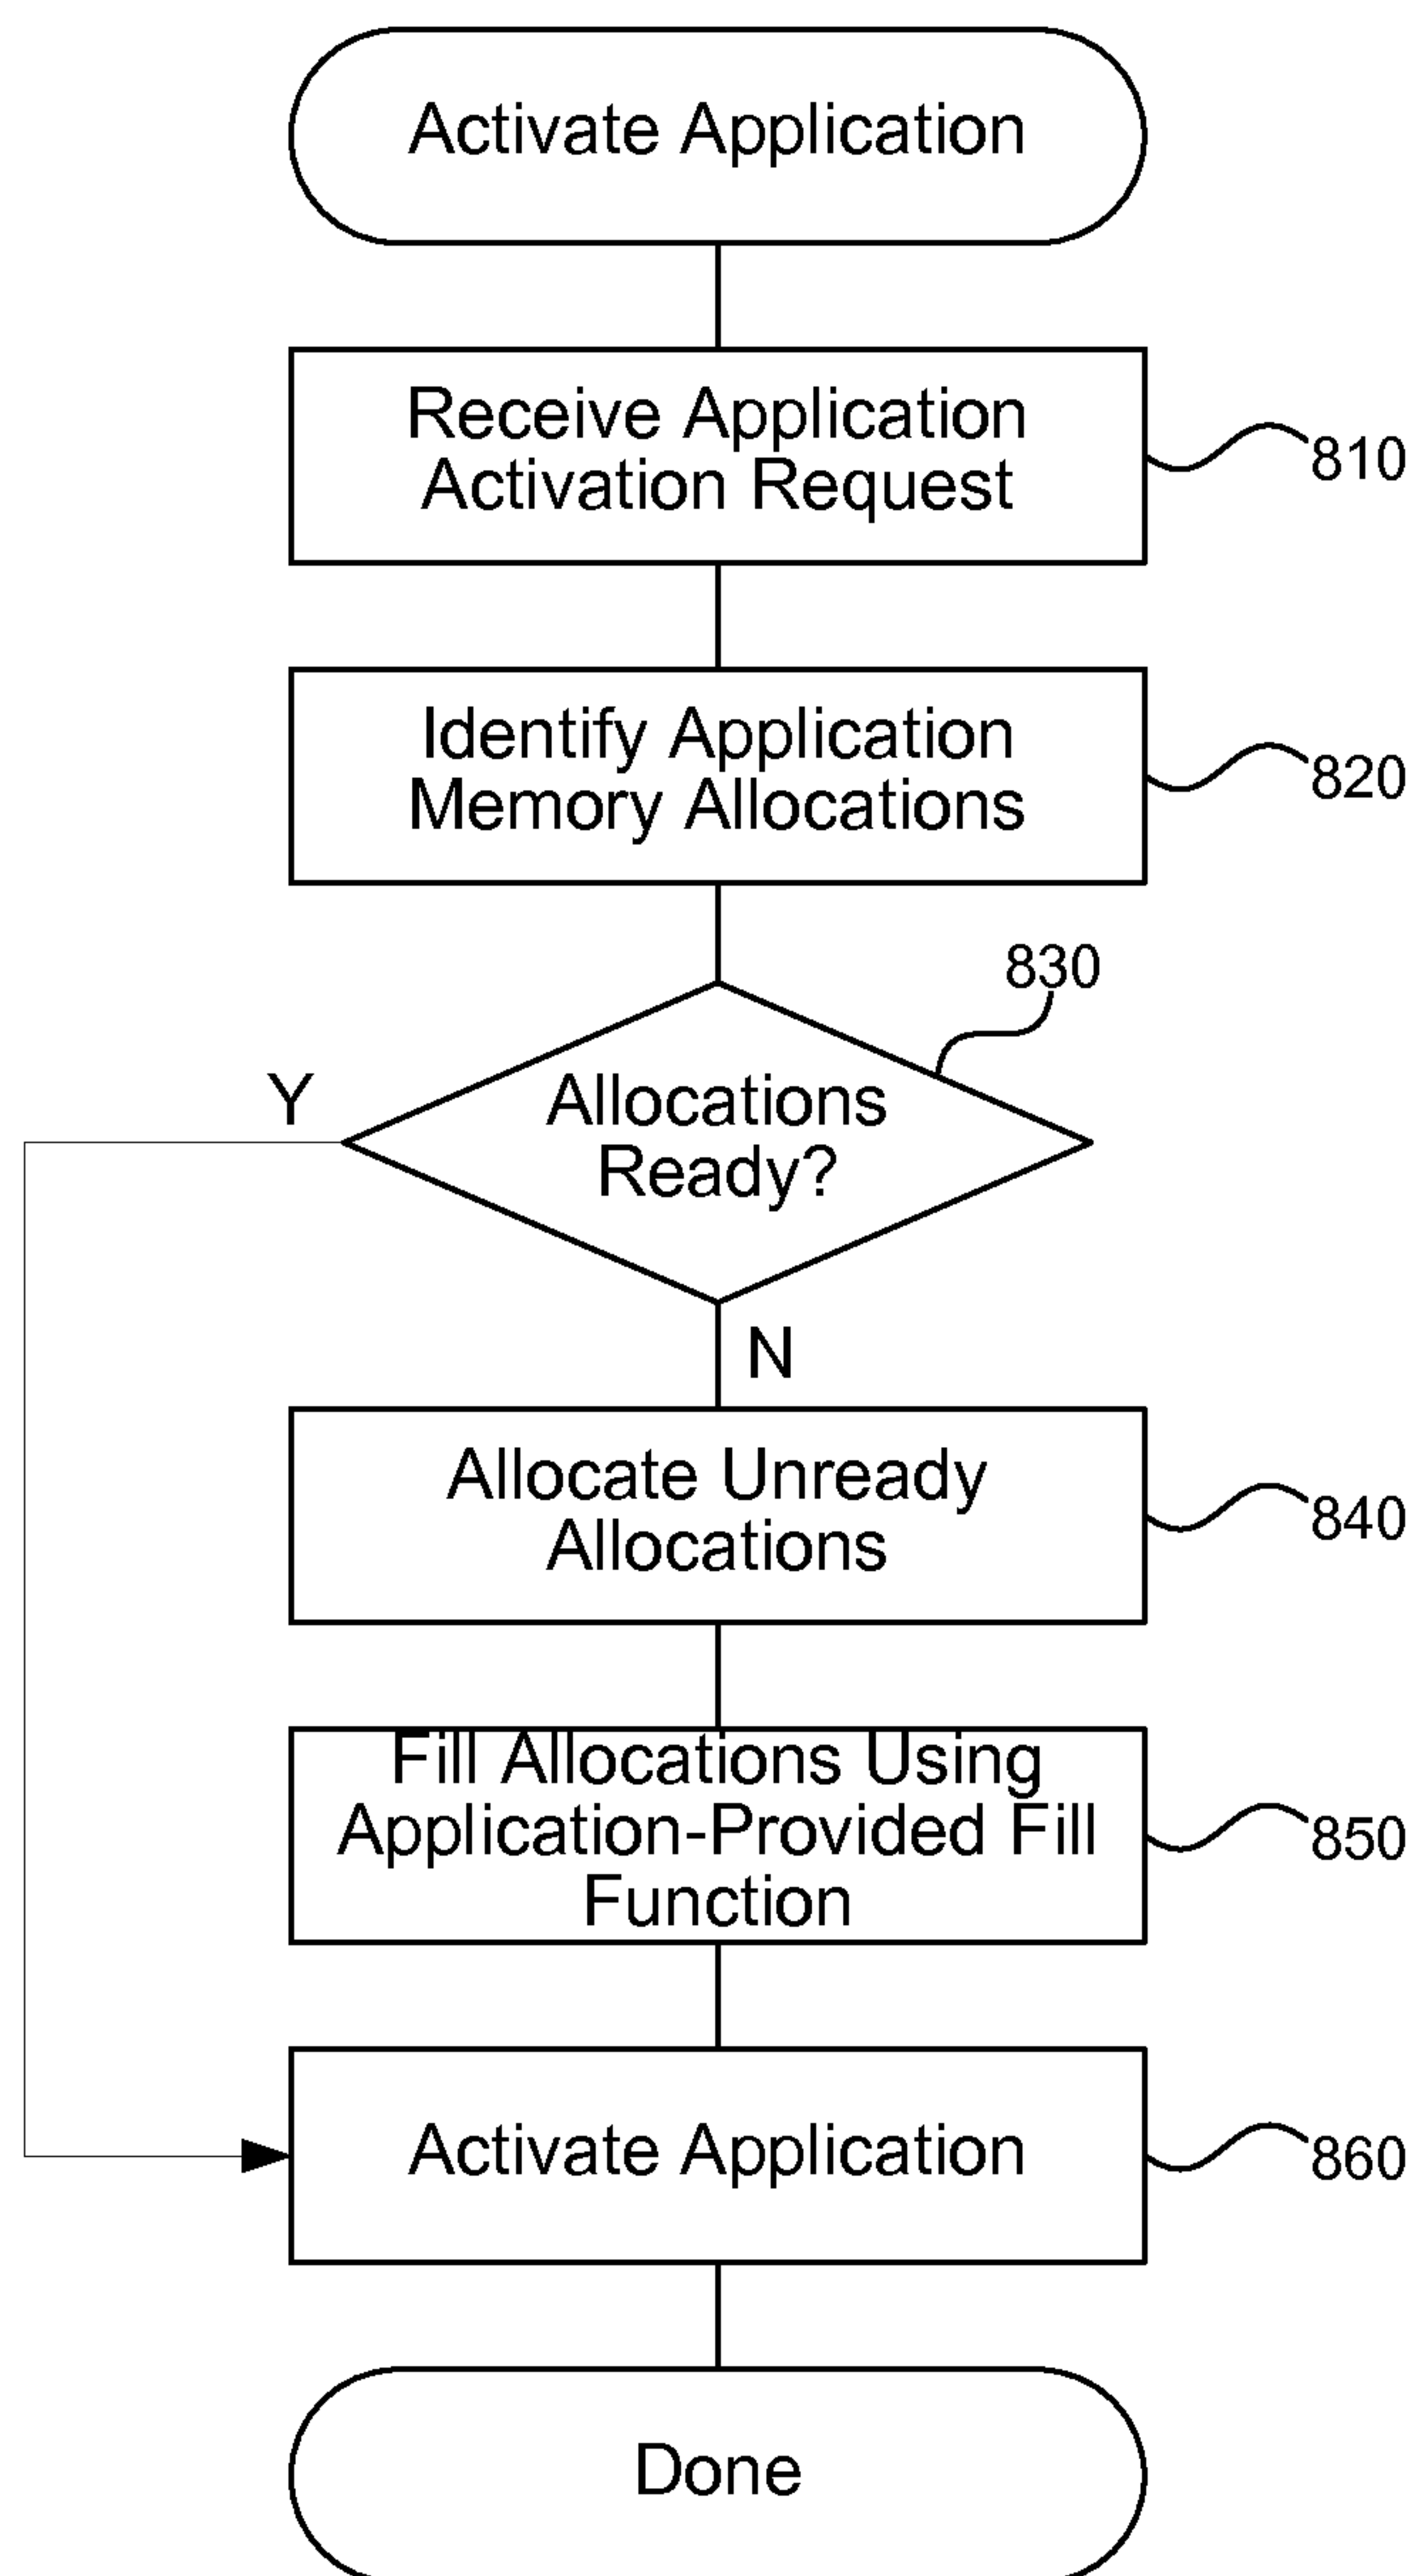 Activate Application
Receive Application
Activation Request
810
Identify Application
Memory Allocations
820
830
Y
Allocations
Ready?
N
Allocate Unready
Allocations
840
Fill Allocations Using
Application-Provided Fill
Function
850
Activate Application
860
Done